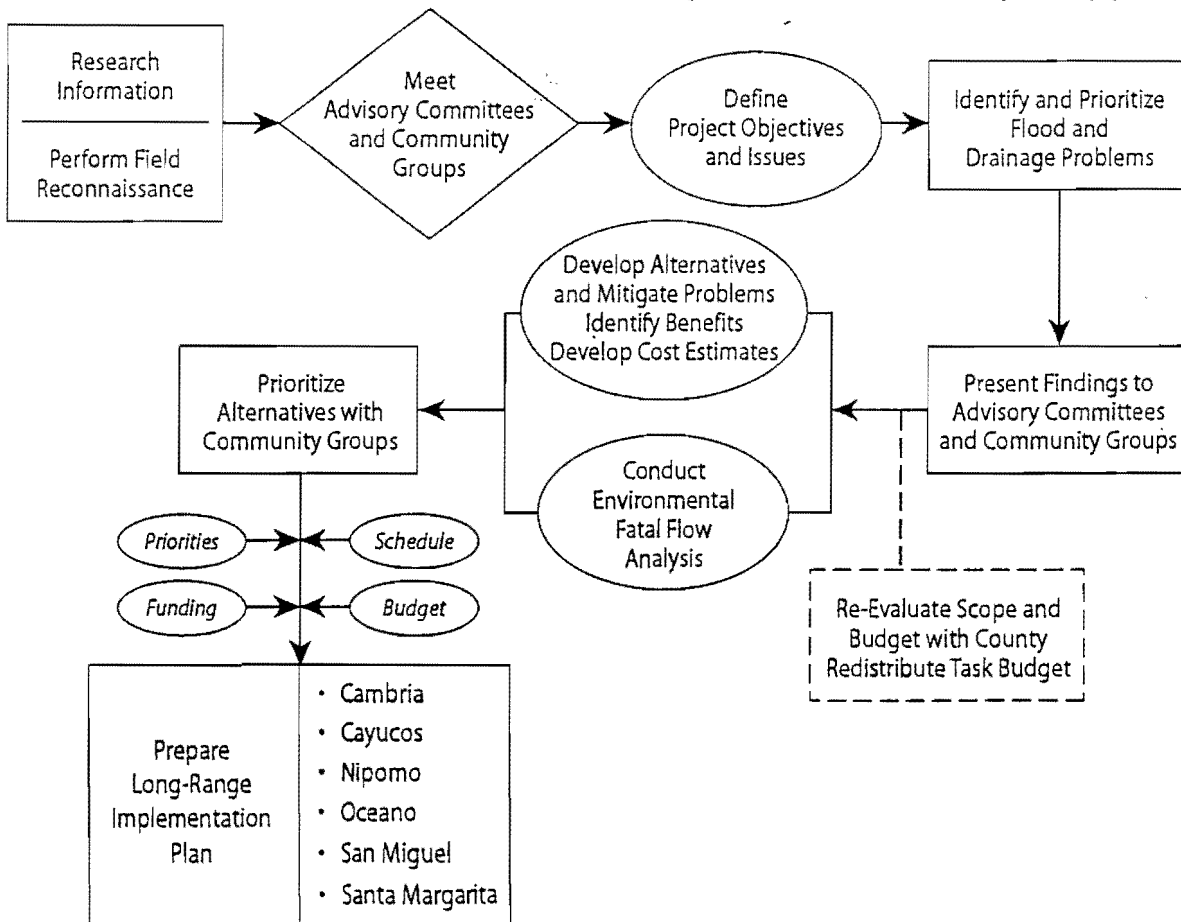 Research
Information
Perform Field
Reconnaissance
Meet
Advisory Committees
and Community
Groups
Define
Project Objectives
and Issues
Identify and Prioritize
Flood and
Drainage Problems
Present Findings to
Advisory Committees
and Community Groups
Re-Evaluate Scope and
Budget with County
Redistribute Task Budget
Develop Alternatives
and Mitigate Problems
Identify Benefits
Develop Cost Estimates
Conduct
Environmental
Fatal Flow
Analysis
Prioritize
Alternatives with
Community Groups
Priorities
Schedule
Funding
Budget
Prepare
Long-Range
Implementation
Plan
• Cambria
• Cayucos
• Nipomo
• Oceano
• San Miguel
• Santa Margarita